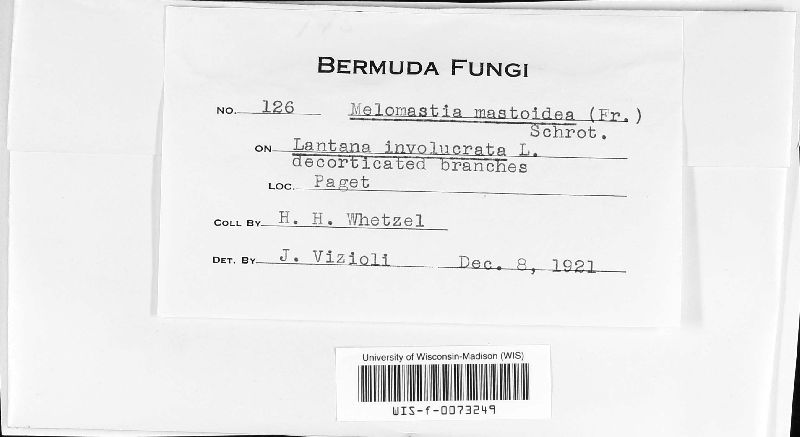 BERMUDA FUNGI
NO. 126 Melomastia mastoidea (Fr.)
Schrot.
ON Lantana involucrata L.
decorticated branches
LOC. Paget
COLL BY H. H. Whetzel
DET. BY J. Vizioli Dec. 8, 1921
University of Wisconsin-Madison (WIS)
WIS-f-0073249